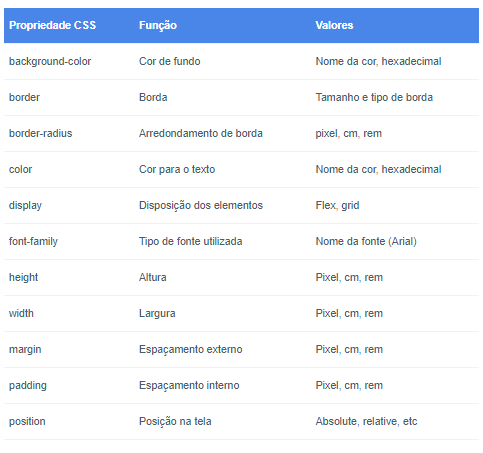 Propriedade CSS Função Valores
background-color Cor de fundo Nome da cor, hexadecimal
border Borda Tamanho e tipo de borda
border-radius Arredondamento de borda pixel, cm, rem
color Cor para o texto Nome da cor, hexadecimal
display Disposição dos elementos Flex, grid
font-family Tipo de fonte utilizada Nome da fonte (Arial)
height Altura Pixel, cm, rem
width Largura Pixel, cm, rem
margin Espaçamento externo Pixel, cm, rem
padding Espaçamento interno Pixel, cm, rem
position Posição na tela Absolute, relative, etc